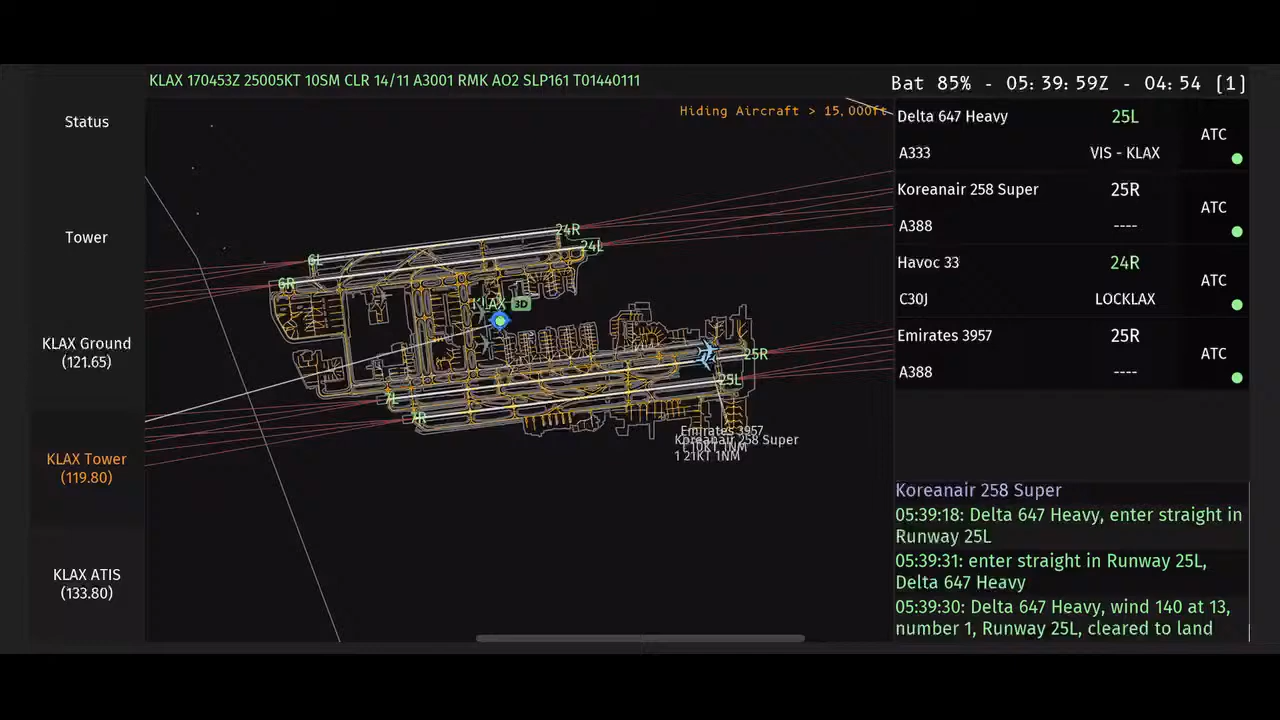 KLAX 170453Z 25005KT 10SM CLR 14/11 A3001 RMK AO2 SLP161 T01440111
Bat 85% - 05:39:59Z - 04:54 [1]
Hiding Aircraft > 15,000ft
Status
Tower
KLAX Ground
(121.65)
KLAX Tower
(119.80)
KLAX ATIS
(133.80)
24R
24L
6L
6R
KLAX 3D
25R
25L
7L
7R
Emirates 3957
Koreanair 258 Super
1 10KT 1NM
1 21KT 1NM
Delta 647 Heavy 25L
ATC
A333 VIS - KLAX
Koreanair 258 Super 25R
ATC
A388 ----
Havoc 33 24R
ATC
C30J LOCKLAX
Emirates 3957 25R
ATC
A388 ----
Koreanair 258 Super
05:39:18: Delta 647 Heavy, enter straight in
Runway 25L
05:39:31: enter straight in Runway 25L,
Delta 647 Heavy
05:39:30: Delta 647 Heavy, wind 140 at 13,
number 1, Runway 25L, cleared to land